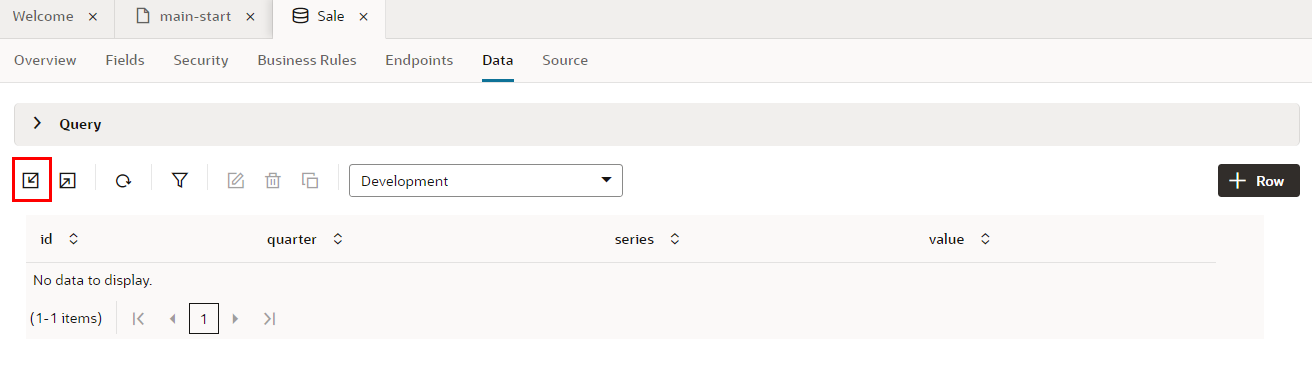 Welcome × main-start × Sale ×
Overview Fields Security Business Rules Endpoints Data Source
Query
Development Row
id quarter series value
No data to display.
(1-1 items) 1